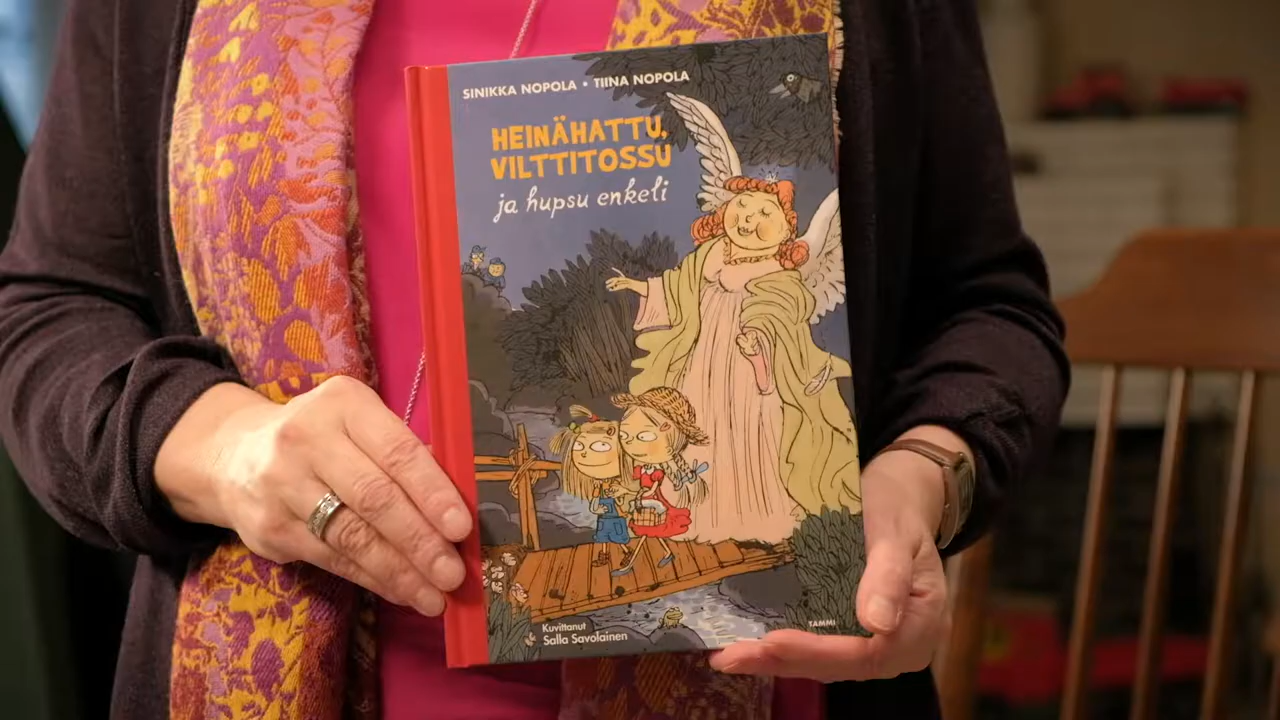 SINIKKA NOPOLA • TIINA NOPOLA
HEINÄHATTU,
VILTTITOSSU
ja hupsu enkeli
Kuvittanut
Salla Savolainen
TAMMI